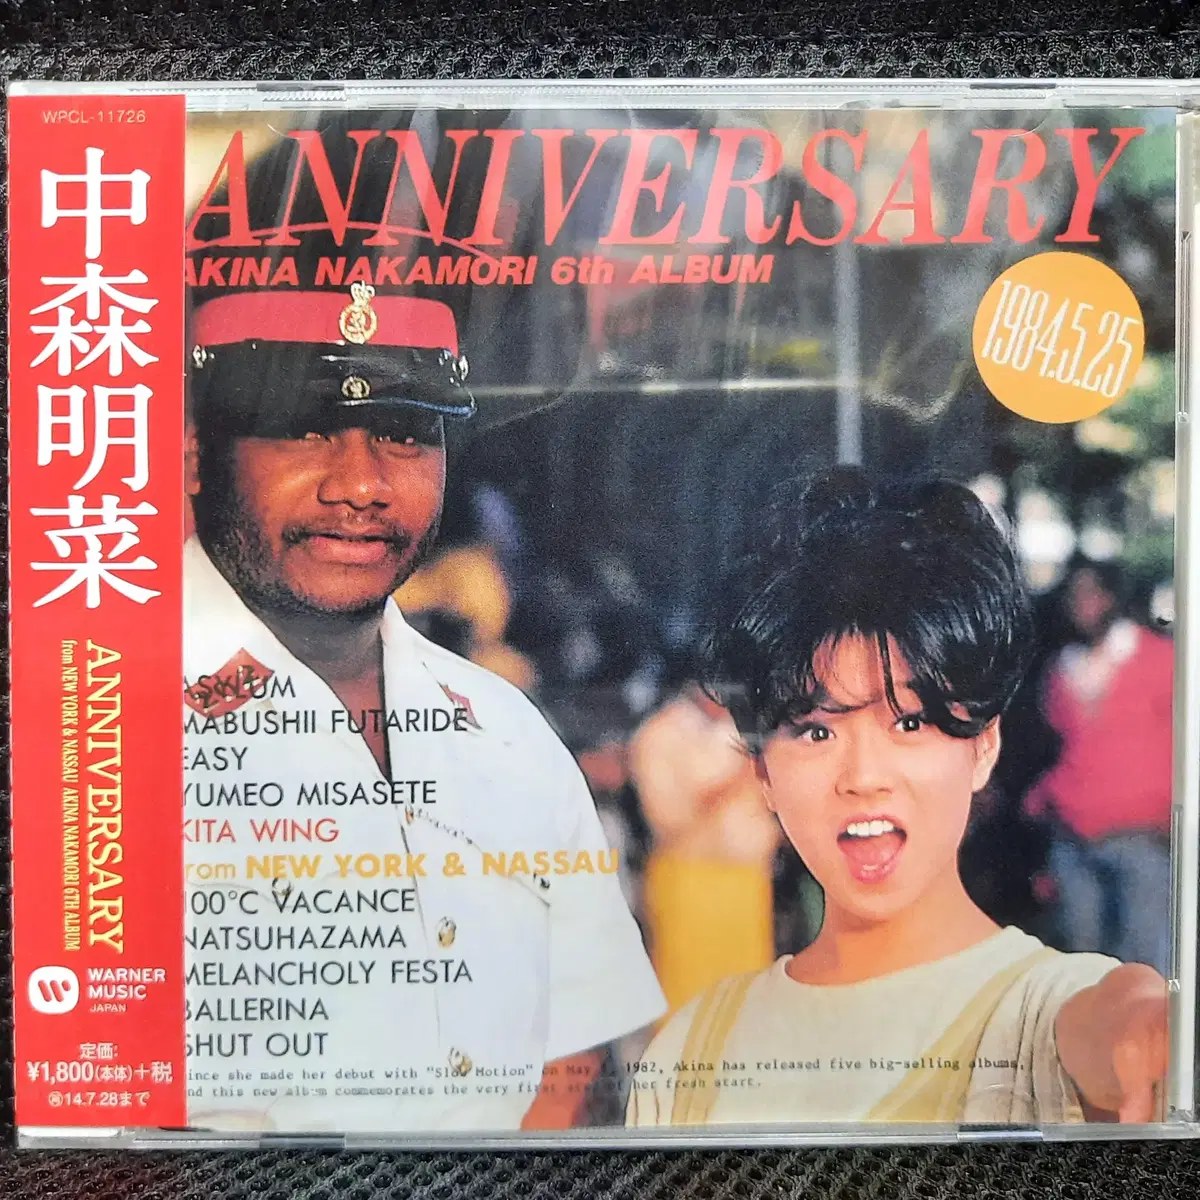 WPCL-11726
中森明菜
ANNIVERSARY
from NEW YORK & NASSAU AKINA NAKAMORI 6TH ALBUM
WARNER
MUSIC
JAPAN
定価:
¥1,800(本体)+税
14.7.28まで
ANNIVERSARY
AKINA NAKAMORI 6th ALBUM
1984.5.25
ASYLUM
MABUSHII FUTARIDE
EASY
YUMEO MISASETE
KITA WING
from NEW YORK & NASSAU
100°C VACANCE
NATSUHAZAMA
MELANCHOLY FESTA
BALLERINA
SHUT OUT
ince she made her debut with "Slow Motion" on May 1982, Akina has released five big-selling albums,
nd this new album commemorates the very first step of her fresh start.